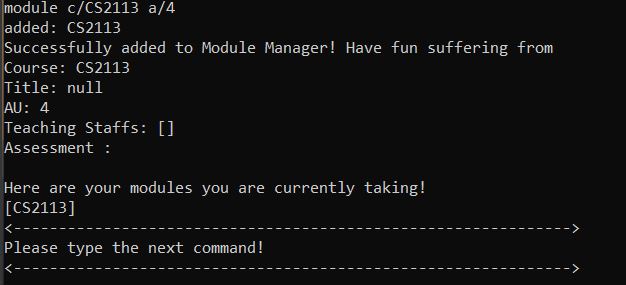 module c/CS2113 a/4
added: CS2113
Successfully added to Module Manager! Have fun suffering from
Course: CS2113
Title: null
AU: 4
Teaching Staffs: []
Assessment :
Here are your modules you are currently taking!
[CS2113]
<-------------------------------------------------------------->
Please type the next command!
<-------------------------------------------------------------->